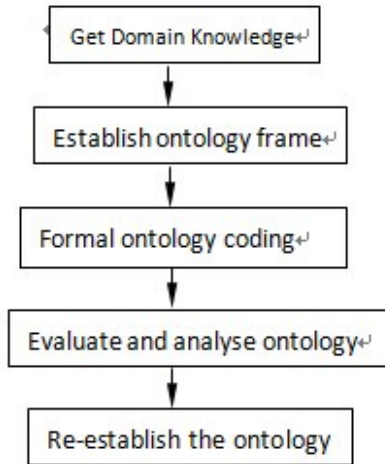 Get Domain Knowledge
Establish ontology frame
Formal ontology coding
Evaluate and analyse ontology
Re-establish the ontology